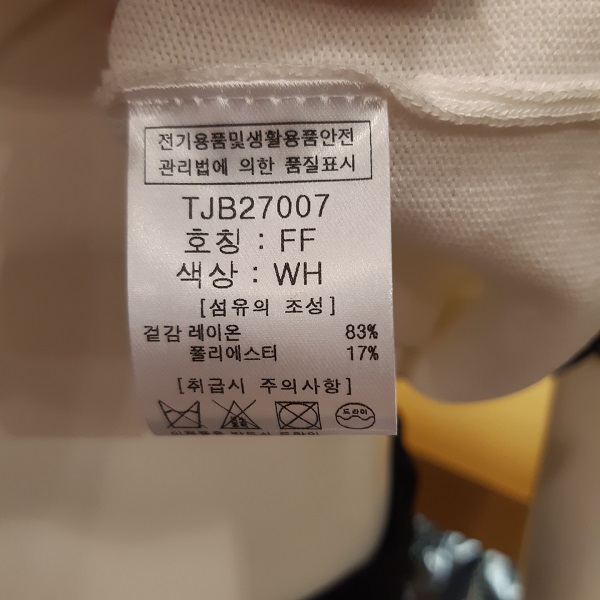 전기용품및생활용품안전
관리법에 의한 품질표시
TJB27007
호칭 : FF
색상 : WH
[섬유의 조성]
겉감 레이온 83%
폴리에스터 17%
[취급시 주의사항]
드라이